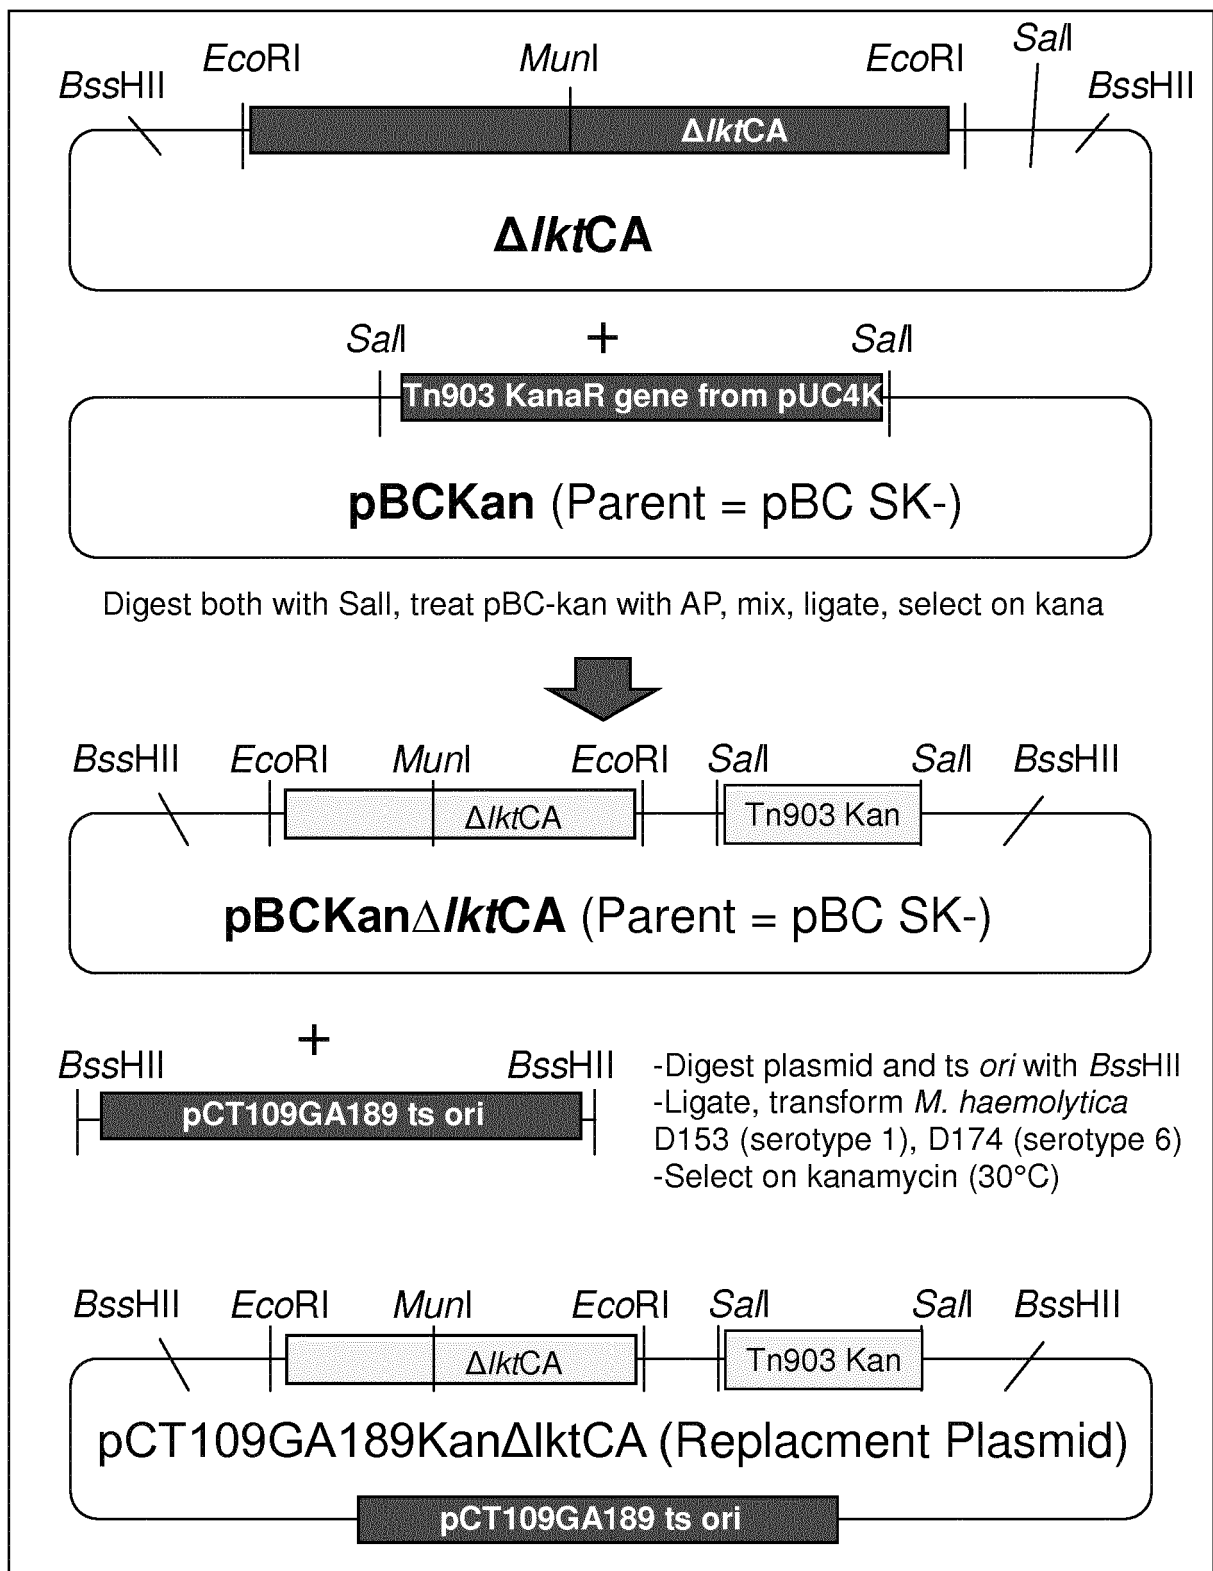 BssHII EcoRI MunI EcoRI SalI BssHII
ΔlktCA
ΔlktCA
SalI + SalI
Tn903 KanaR gene from pUC4K
pBCKan (Parent = pBC SK-)
Digest both with SalI, treat pBC-kan with AP, mix, ligate, select on kana
BssHII EcoRI MunI EcoRI SalI SalI BssHII
ΔlktCA Tn903 Kan
pBCKanΔlktCA (Parent = pBC SK-)
+
BssHII BssHII
pCT109GA189 ts ori
-Digest plasmid and ts ori with BssHII
-Ligate, transform M. haemolytica
D153 (serotype 1), D174 (serotype 6)
-Select on kanamycin (30°C)
BssHII EcoRI MunI EcoRI SalI SalI BssHII
ΔlktCA Tn903 Kan
pCT109GA189KanΔlktCA (Replacment Plasmid)
pCT109GA189 ts ori